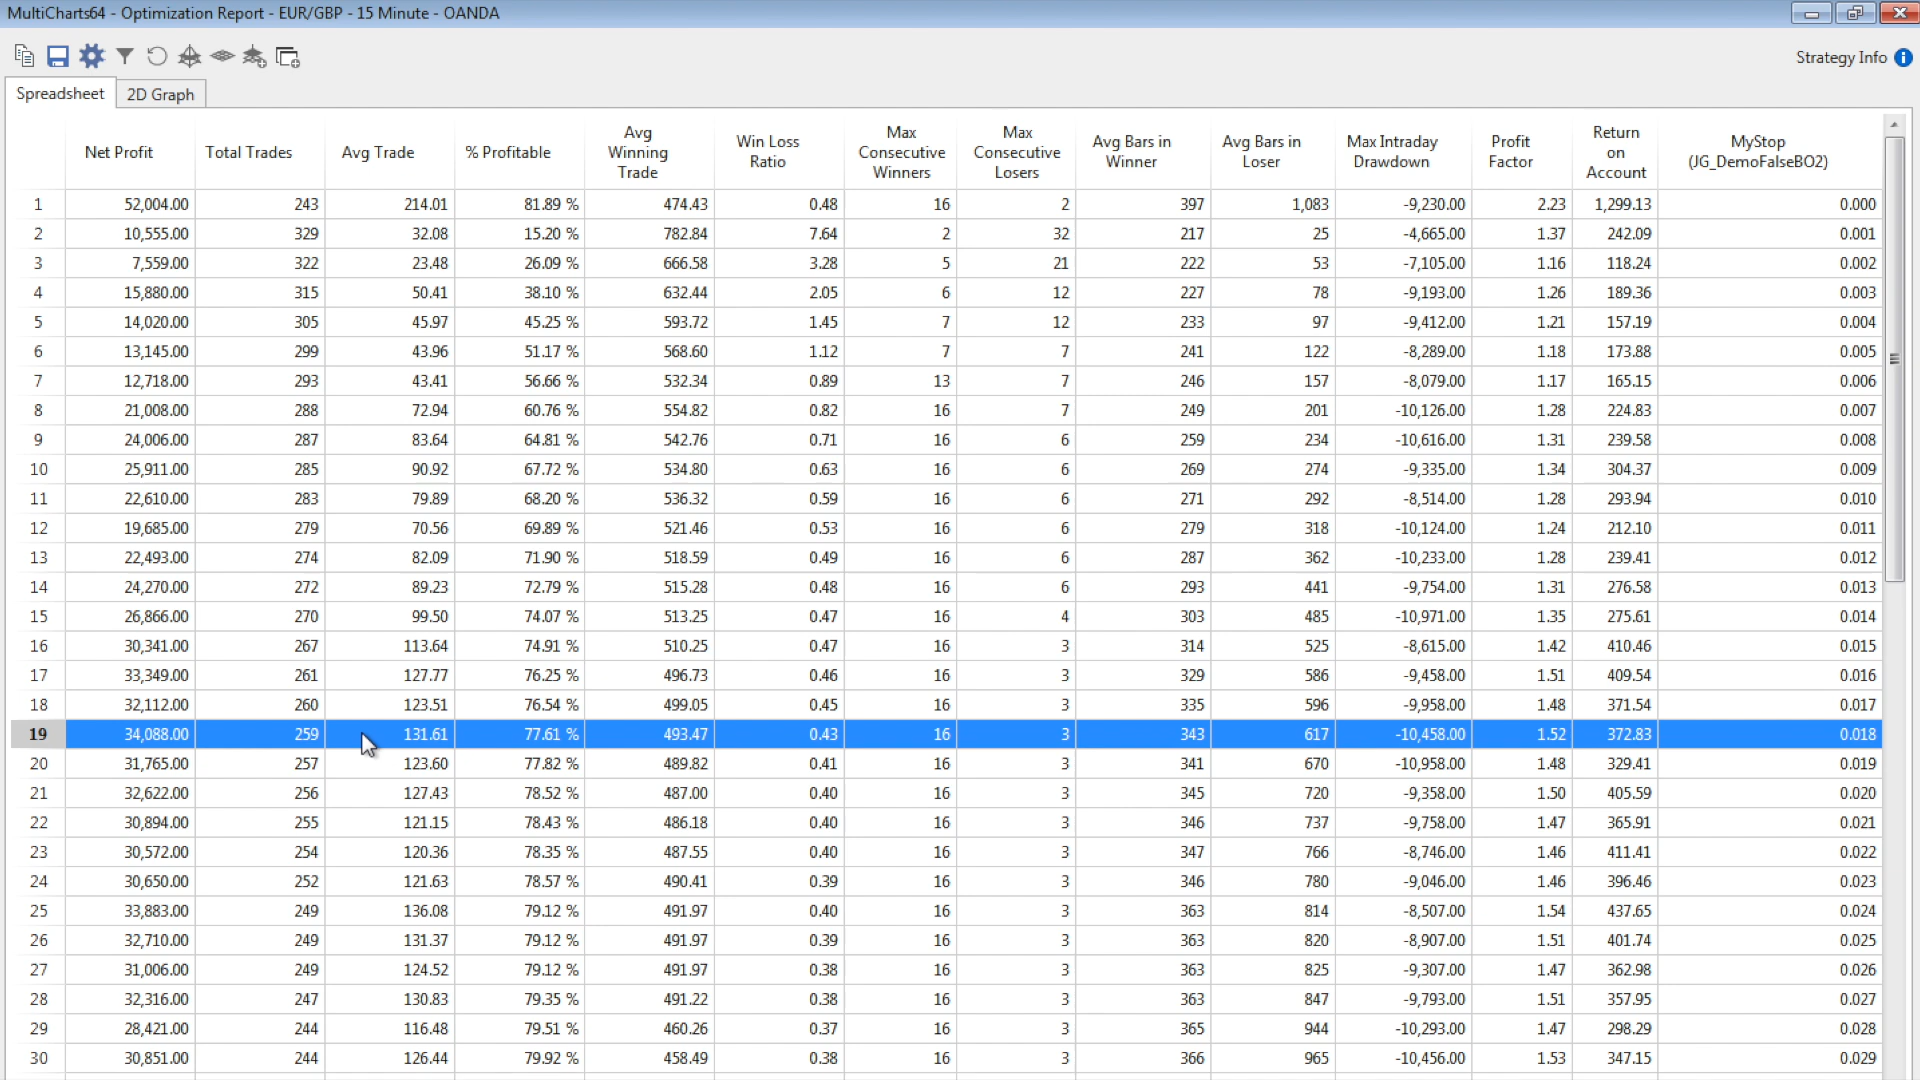 MultiCharts64 - Optimization Report - EUR/GBP - 15 Minute - OANDA
Strategy Info
Spreadsheet 2D Graph
Net Profit Total Trades Avg Trade % Profitable Avg Winning Trade Win Loss Ratio Max Consecutive Winners Max Consecutive Losers Avg Bars in Winner Avg Bars in Loser Max Intraday Drawdown Profit Factor Return on Account MyStop (JG_DemoFalseBO2)
1 52,004.00 243 214.01 81.89 % 474.43 0.48 16 2 397 1,083 -9,230.00 2.23 1,299.13 0.000
2 10,555.00 329 32.08 15.20 % 782.84 7.64 2 32 217 25 -4,665.00 1.37 242.09 0.001
3 7,559.00 322 23.48 26.09 % 666.58 3.28 5 21 222 53 -7,105.00 1.16 118.24 0.002
4 15,880.00 315 50.41 38.10 % 632.44 2.05 6 12 227 78 -9,193.00 1.26 189.36 0.003
5 14,020.00 305 45.97 45.25 % 593.72 1.45 7 12 233 97 -9,412.00 1.21 157.19 0.004
6 13,145.00 299 43.96 51.17 % 568.60 1.12 7 7 241 122 -8,289.00 1.18 173.88 0.005
7 12,718.00 293 43.41 56.66 % 532.34 0.89 13 7 246 157 -8,079.00 1.17 165.15 0.006
8 21,008.00 288 72.94 60.76 % 554.82 0.82 16 7 249 201 -10,126.00 1.28 224.83 0.007
9 24,006.00 287 83.64 64.81 % 542.76 0.71 16 6 259 234 -10,616.00 1.31 239.58 0.008
10 25,911.00 285 90.92 67.72 % 534.80 0.63 16 6 269 274 -9,335.00 1.34 304.37 0.009
11 22,610.00 283 79.89 68.20 % 536.32 0.59 16 6 271 292 -8,514.00 1.28 293.94 0.010
12 19,685.00 279 70.56 69.89 % 521.46 0.53 16 6 279 318 -10,124.00 1.24 212.10 0.011
13 22,493.00 274 82.09 71.90 % 518.59 0.49 16 6 287 362 -10,233.00 1.28 239.41 0.012
14 24,270.00 272 89.23 72.79 % 515.28 0.48 16 6 293 441 -9,754.00 1.31 276.58 0.013
15 26,866.00 270 99.50 74.07 % 513.25 0.47 16 4 303 485 -10,971.00 1.35 275.61 0.014
16 30,341.00 267 113.64 74.91 % 510.25 0.47 16 3 314 525 -8,615.00 1.42 410.46 0.015
17 33,349.00 261 127.77 76.25 % 496.73 0.46 16 3 329 586 -9,458.00 1.51 409.54 0.016
18 32,112.00 260 123.51 76.54 % 499.05 0.45 16 3 335 596 -9,958.00 1.48 371.54 0.017
19 34,088.00 259 131.61 77.61 % 493.47 0.43 16 3 343 617 -10,458.00 1.52 372.83 0.018
20 31,765.00 257 123.60 77.82 % 489.82 0.41 16 3 341 670 -10,958.00 1.48 329.41 0.019
21 32,622.00 256 127.43 78.52 % 487.00 0.40 16 3 345 720 -9,358.00 1.50 405.59 0.020
22 30,894.00 255 121.15 78.43 % 486.18 0.40 16 3 346 737 -9,758.00 1.47 365.91 0.021
23 30,572.00 254 120.36 78.35 % 487.55 0.40 16 3 347 766 -8,746.00 1.46 411.41 0.022
24 30,650.00 252 121.63 78.57 % 490.41 0.39 16 3 346 780 -9,046.00 1.46 396.46 0.023
25 33,883.00 249 136.08 79.12 % 491.97 0.40 16 3 363 814 -8,507.00 1.54 437.65 0.024
26 32,710.00 249 131.37 79.12 % 491.97 0.39 16 3 363 820 -8,907.00 1.51 401.74 0.025
27 31,006.00 249 124.52 79.12 % 491.97 0.38 16 3 363 825 -9,307.00 1.47 362.98 0.026
28 32,316.00 247 130.83 79.35 % 491.22 0.38 16 3 363 847 -9,793.00 1.51 357.95 0.027
29 28,421.00 244 116.48 79.51 % 460.26 0.37 16 3 365 944 -10,293.00 1.47 298.29 0.028
30 30,851.00 244 126.44 79.92 % 458.49 0.38 16 3 366 965 -10,456.00 1.53 347.15 0.029